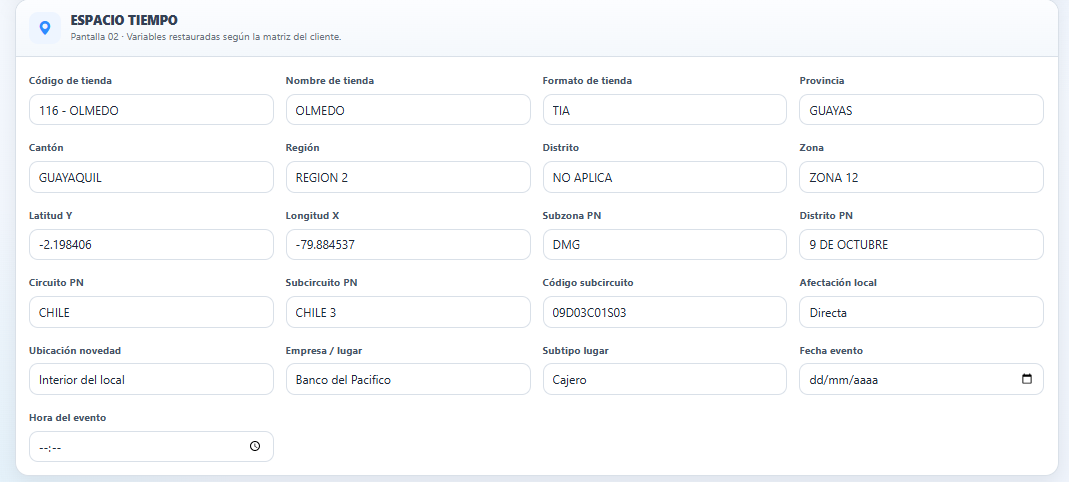 ESPACIO TIEMPO
Pantalla 02 · Variables restauradas según la matriz del cliente.
Código de tienda Nombre de tienda Formato de tienda Provincia
116 - OLMEDO OLMEDO TIA GUAYAS
Cantón Región Distrito Zona
GUAYAQUIL REGION 2 NO APLICA ZONA 12
Latitud Y Longitud X Subzona PN Distrito PN
-2.198406 -79.884537 DMG 9 DE OCTUBRE
Circuito PN Subcircuito PN Código subcircuito Afectación local
CHILE CHILE 3 09D03C01S03 Directa
Ubicación novedad Empresa / lugar Subtipo lugar Fecha evento
Interior del local Banco del Pacifico Cajero dd/mm/aaaa
Hora del evento
--:--